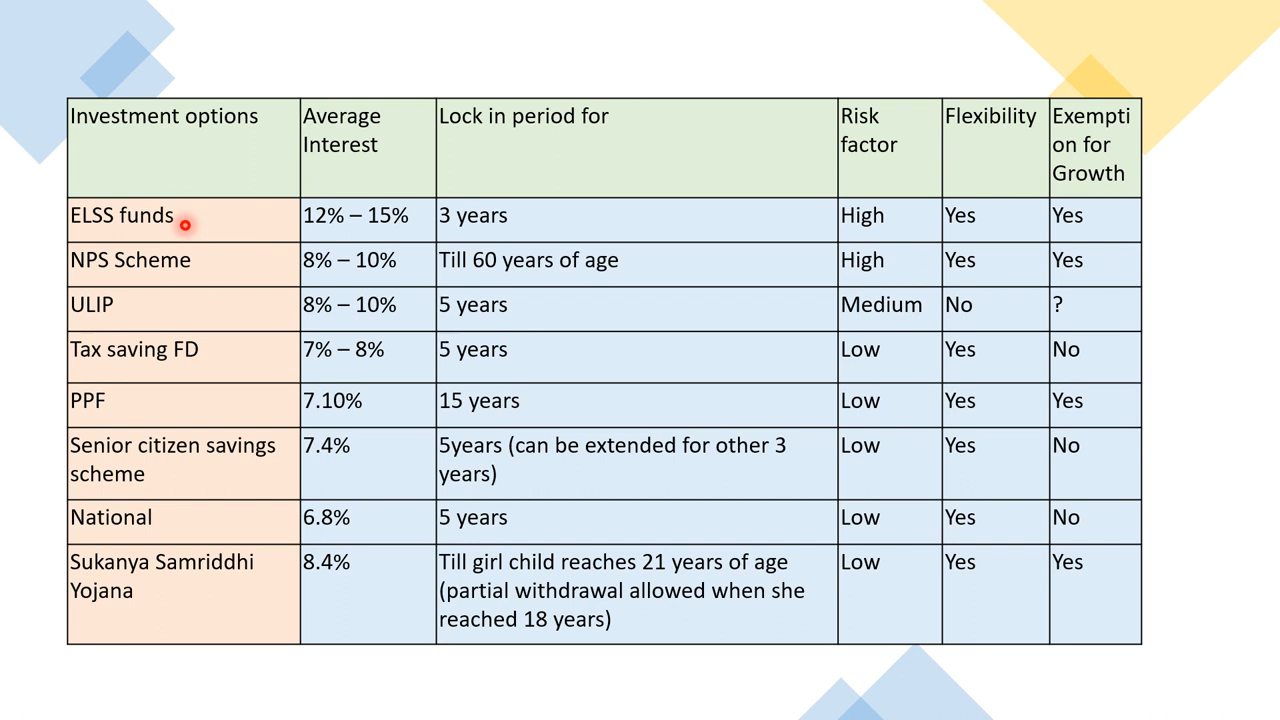 Investment options
Average
Interest
Lock in period for
Risk
factor
Flexibility
Exempti
on for
Growth
ELSS funds
12% – 15%
3 years
High
Yes
Yes
NPS Scheme
8% – 10%
Till 60 years of age
High
Yes
Yes
ULIP
8% – 10%
5 years
Medium
No
?
Tax saving FD
7% – 8%
5 years
Low
Yes
No
PPF
7.10%
15 years
Low
Yes
Yes
Senior citizen savings
scheme
7.4%
5years (can be extended for other 3
years)
Low
Yes
No
National
6.8%
5 years
Low
Yes
No
Sukanya Samriddhi
Yojana
8.4%
Till girl child reaches 21 years of age
(partial withdrawal allowed when she
reached 18 years)
Low
Yes
Yes